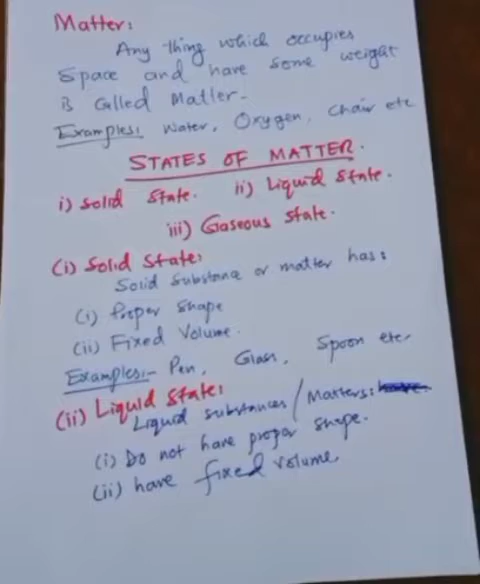 Matter:
Any thing which occupies
Space and have some weight
is Called Matter.
Examples: Water, Oxygen, Chair etc
STATES OF MATTER.
i) Solid State. ii) Liquid State.
iii) Gaseous State.
(i) Solid State:
Solid Substance or matter has:
(i) Proper Shape
(ii) Fixed Volume.
Examples:- Pen, Glass, Spoon etc
(ii) Liquid State:
Liquid substances / Matters:
(i) Do not have proper shape.
(ii) have fixed volume